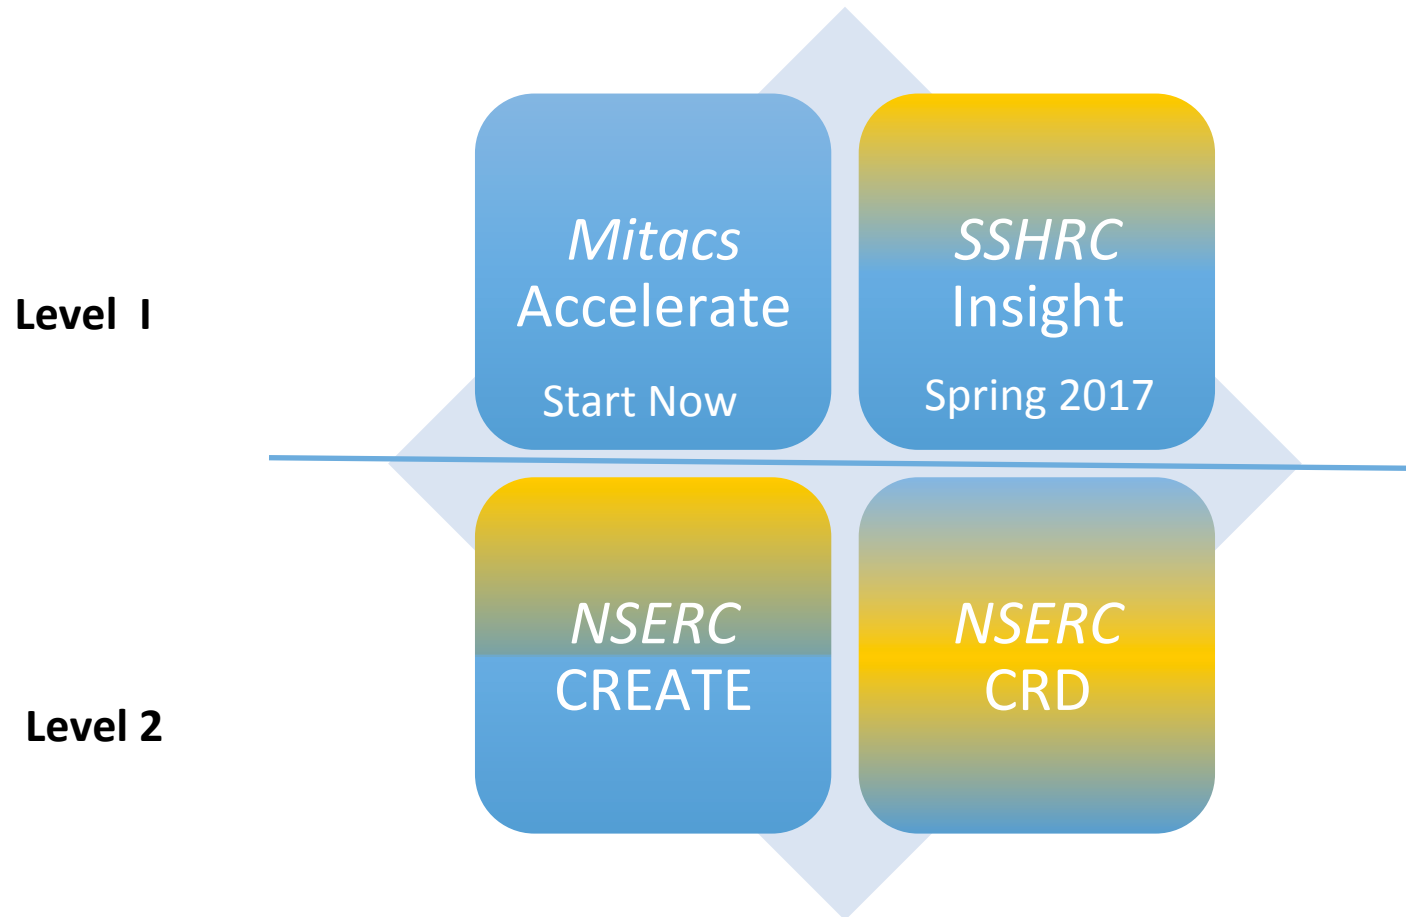 Mitacs
Accelerate
Start Now
SSHRC
Insight
Spring 2017
Level  I
NSERC
CREATE
NSERC
CRD
Level 2